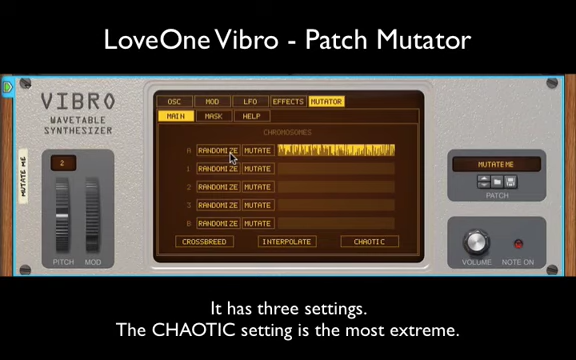 LoveOne Vibro - Patch Mutator
VIBRO
WAVETABLE
SYNTHESIZER
MUTATE ME
2
PITCH MOD
OSC MOD LFO EFFECTS MUTATOR
MAIN MASK HELP
CHROMOSOMES
A RANDOMIZE MUTATE
1 RANDOMIZE MUTATE
2 RANDOMIZE MUTATE
3 RANDOMIZE MUTATE
B RANDOMIZE MUTATE
CROSSBREED INTERPOLATE CHAOTIC
MUTATE ME
PATCH
VOLUME NOTE ON
It has three settings.
The CHAOTIC setting is the most extreme.